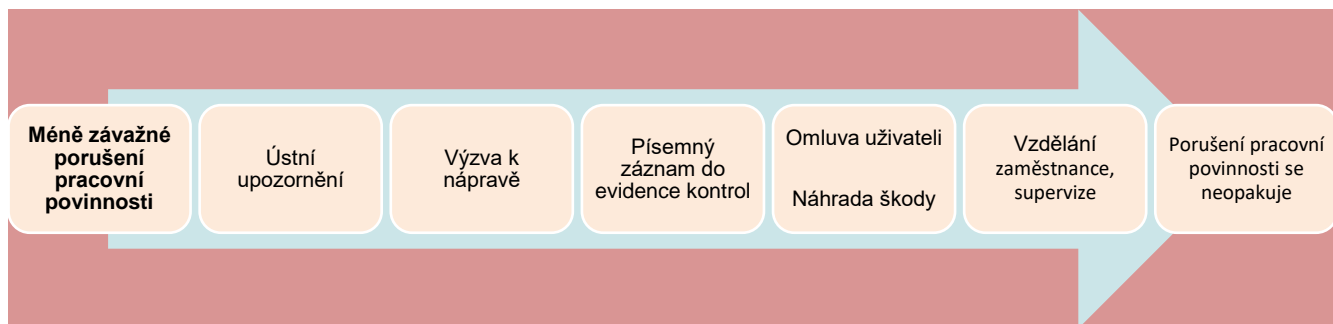 Méně závažné
porušení
pracovní
povinnosti
Ústní
upozornění
Výzva k
nápravě
Písemný
záznam do
evidence kontrol
Omluva uživateli
Náhrada škody
Vzdělání
zaměstnance,
supervize
Porušení pracovní
povinnosti se
neopakuje